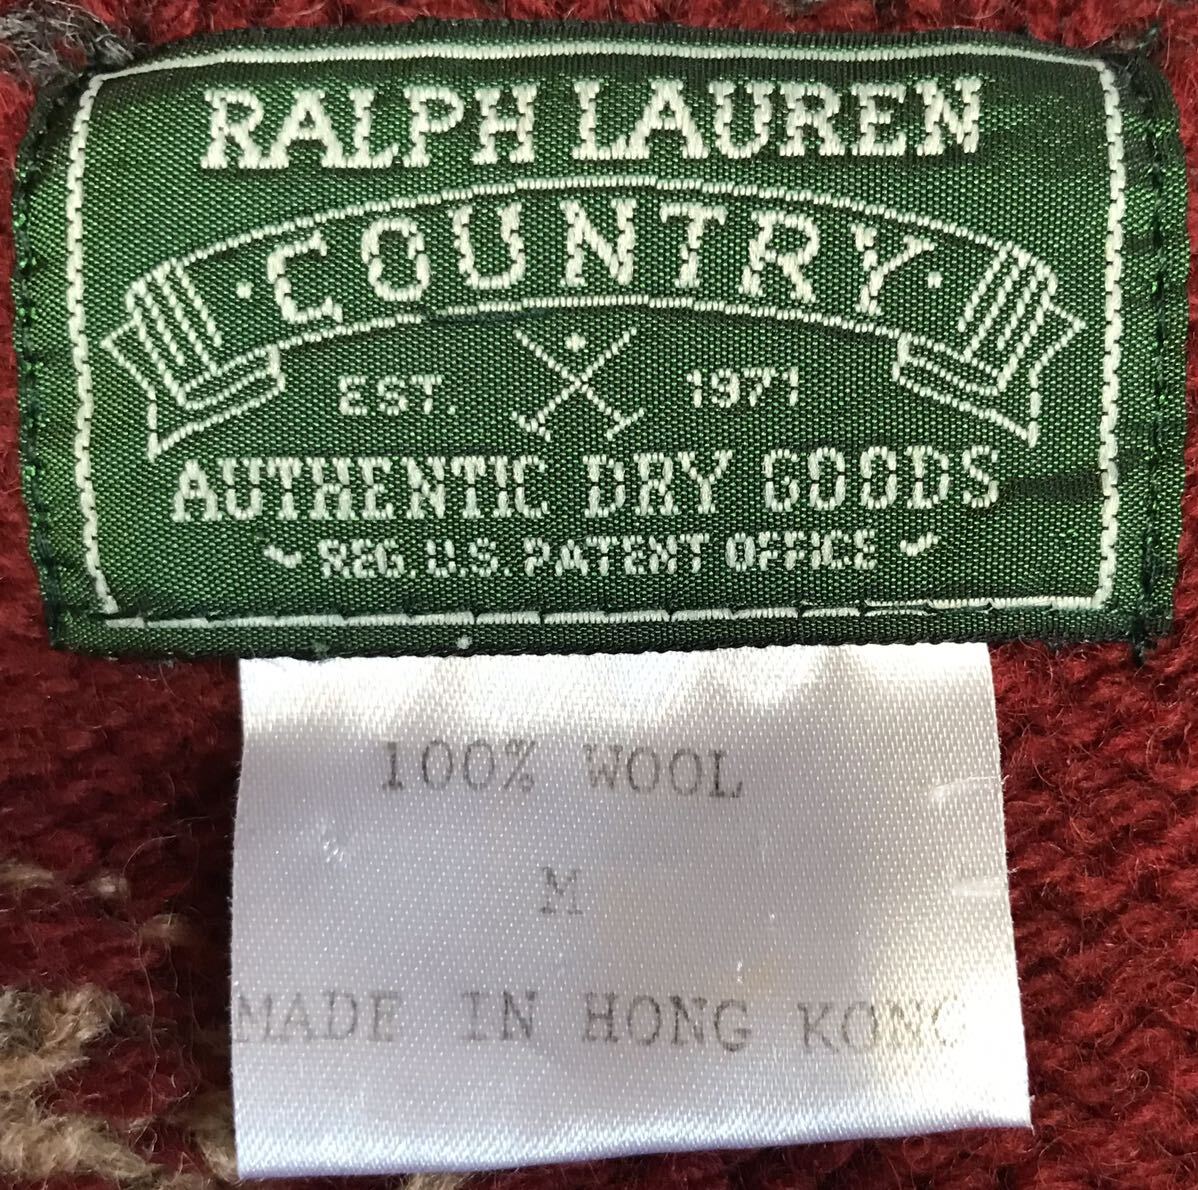 RALPH LAUREN
·COUNTRY·
EST. 1971
AUTHENTIC DRY GOODS
REG. U.S. PATENT OFFICE
100% WOOL
M
MADE IN HONG KONG